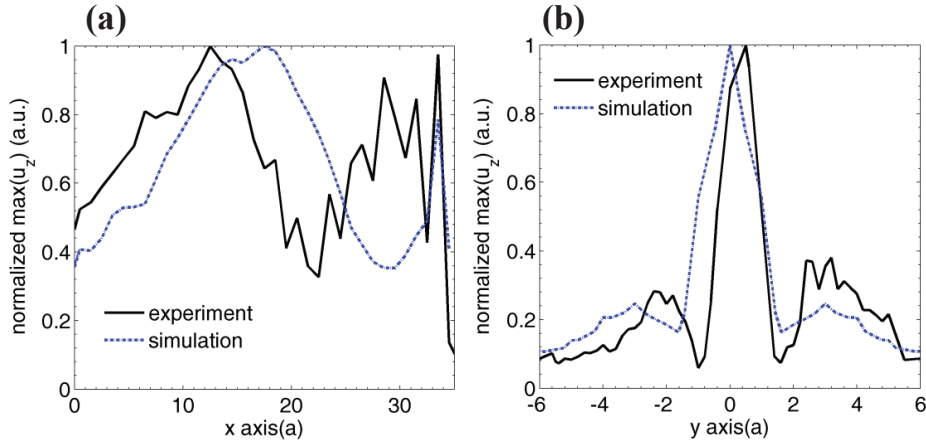 (a)
normalized max(u_z) (a.u.)
1
0.8
0.6
0.4
0.2
0
experiment
simulation
0 10 20 30
x axis(a)
(b)
normalized max(u_z) (a.u.)
1
0.8
0.6
0.4
0.2
0
experiment
simulation
-6 -4 -2 0 2 4 6
y axis(a)